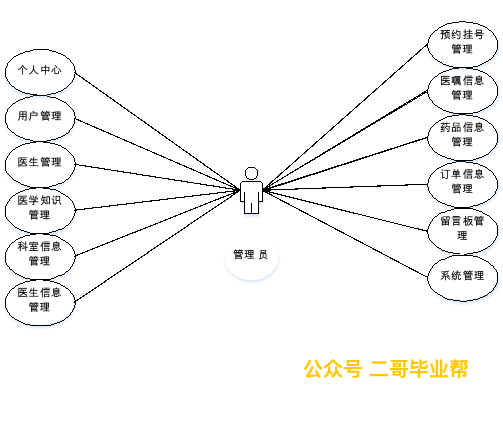 个人中心
用户管理
医生管理
医学知识
管理
科室信息
管理
医生信息
管理
管理 员
预约挂号
管理
医嘱信息
管理
药品信息
管理
订单信息
管理
留言板管
理
系统管理
公众号 二哥毕业帮